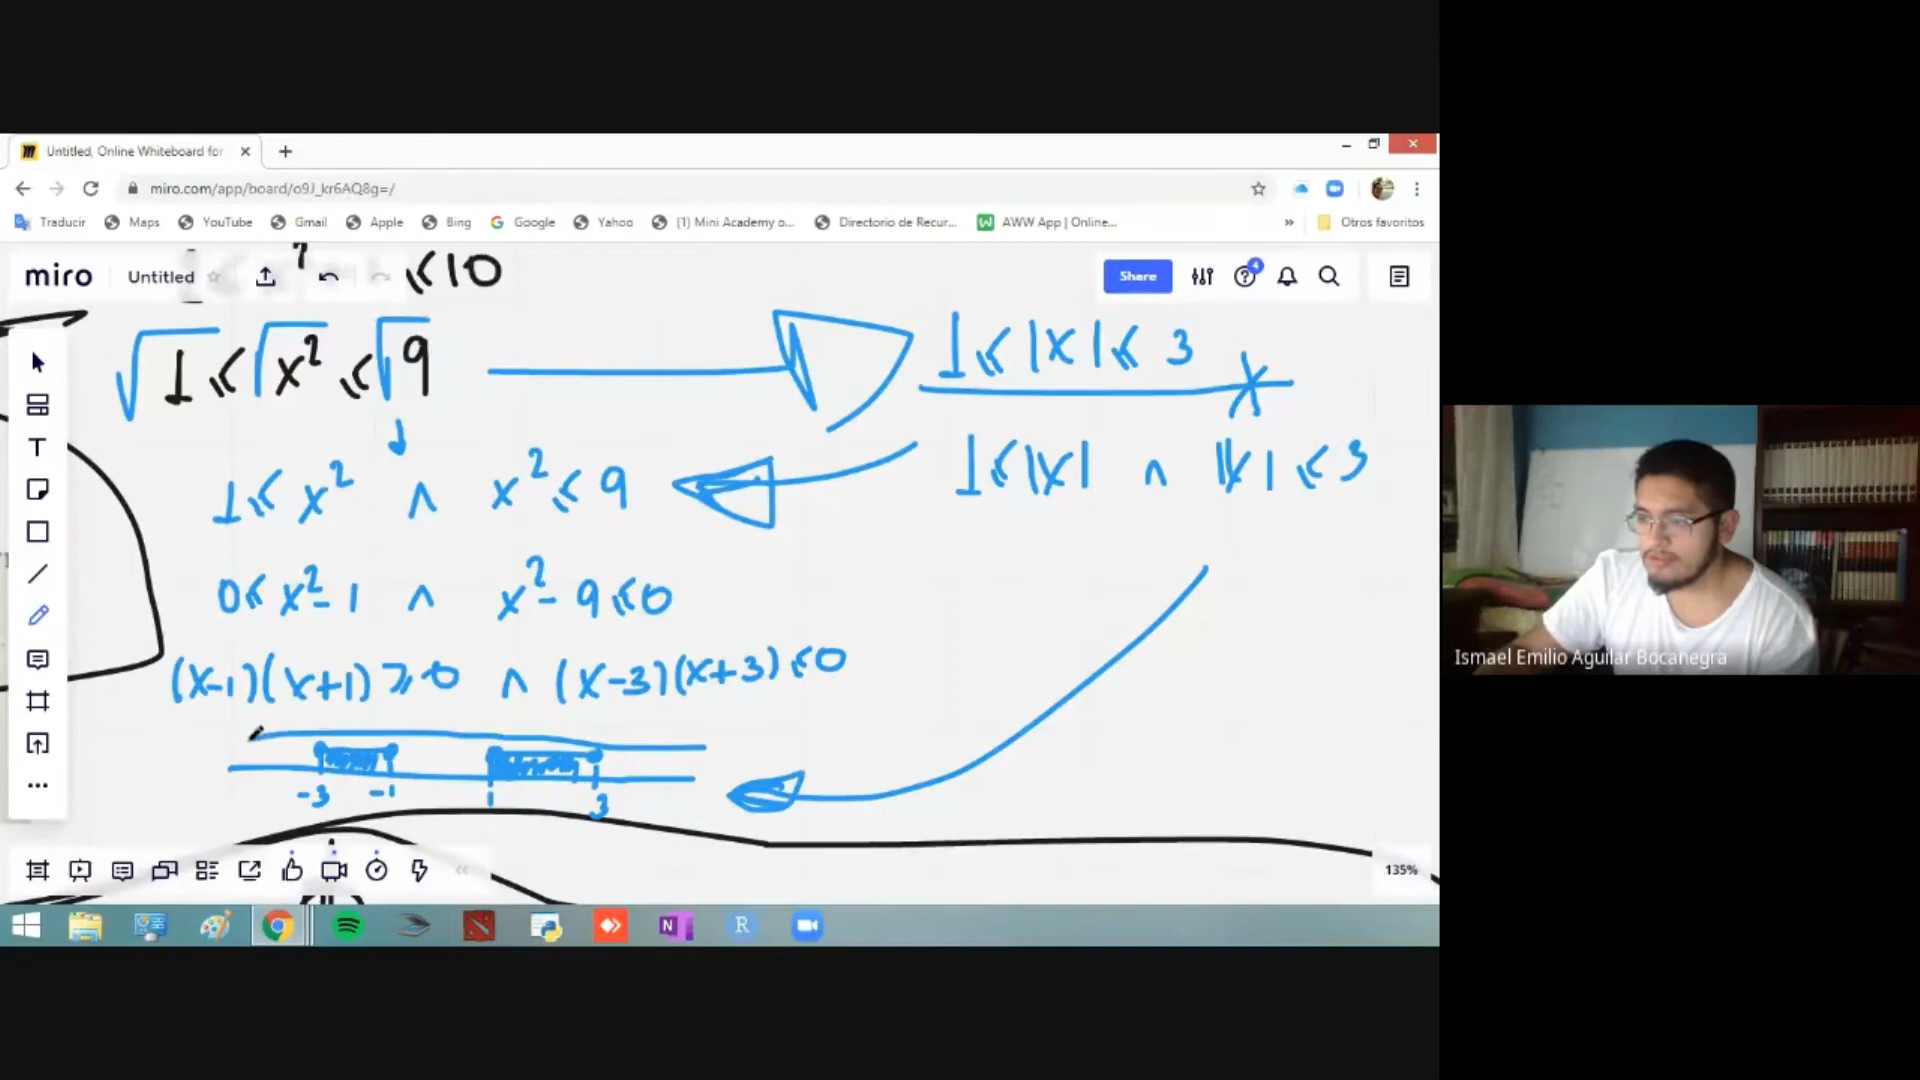 Untitled, Online Whiteboard for
miro.com/app/board/o9J_kr6AQ8g=/
Traducir Maps YouTube Gmail Apple Bing Google Yahoo (1) Mini Academy o... Directorio de Recur... AWW App | Online... » Otros favoritos
miro Untitled ≤10 Share 4
√1 ≤ √x² ≤ √9
1 ≤ |x| ≤ 3
1 ≤ x² ∧ x² ≤ 9
1 ≤ |x| ∧ |x| ≤ 3
0 ≤ x² - 1 ∧ x² - 9 ≤ 0
(x-1)(x+1) ≥ 0 ∧ (x-3)(x+3) ≤ 0
-3 -1 1 3
135%
Ismael Emilio Aguilar Bocanegra